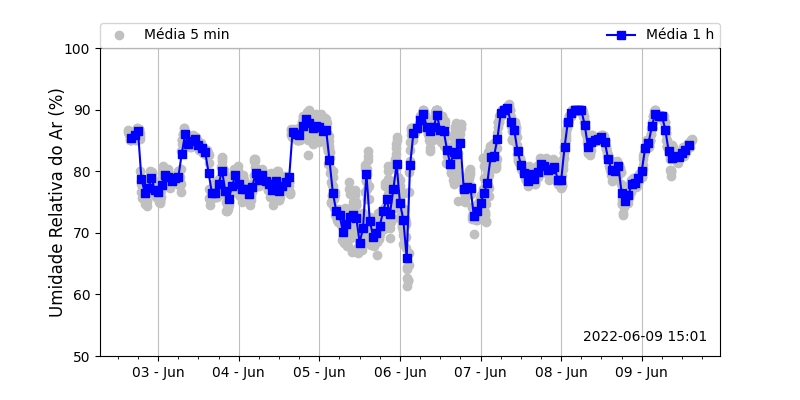 Média 5 min
Média 1 h
Umidade Relativa do Ar (%)
100
90
80
70
60
50
2022-06-09 15:01
03 - Jun
04 - Jun
05 - Jun
06 - Jun
07 - Jun
08 - Jun
09 - Jun